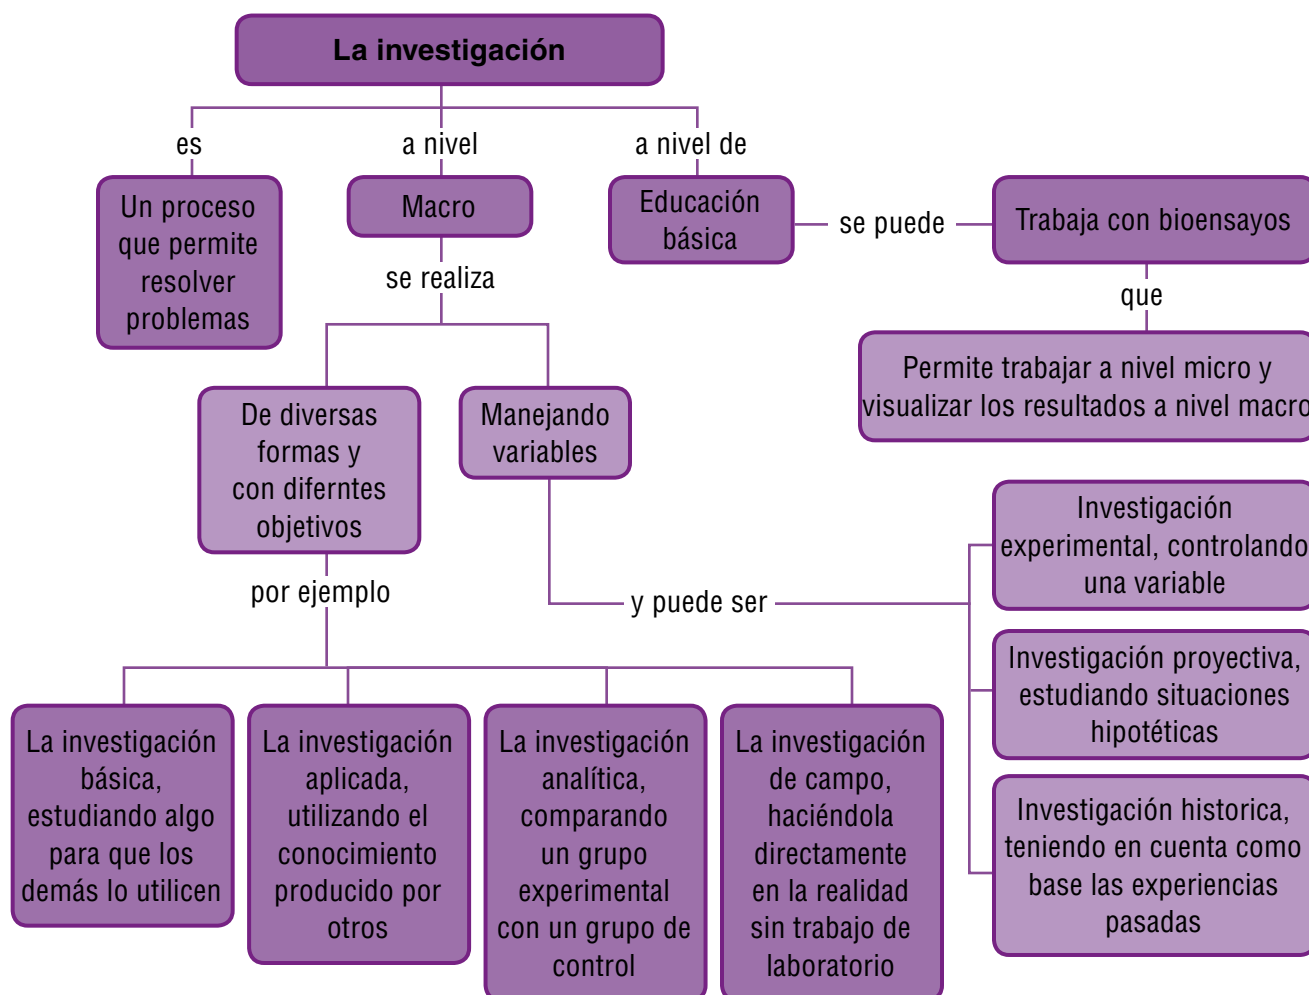 La investigación
es
a nivel
a nivel de
Un proceso
que permite
resolver
problemas
Macro
Educación
básica
se puede
Trabaja con bioensayos
se realiza
que
Permite trabajar a nivel micro y
visualizar los resultados a nivel macro
De diversas
formas y
con diferntes
objetivos
Manejando
variables
por ejemplo
y puede ser
Investigación
experimental, controlando
una variable
Investigación proyectiva,
estudiando situaciones
hipotéticas
Investigación historica,
teniendo en cuenta como
base las experiencias
pasadas
La investigación
básica,
estudiando algo
para que los
demás lo utilicen
La investigación
aplicada,
utilizando el
conocimiento
producido por
otros
La investigación
analítica,
comparando
un grupo
experimental
con un grupo de
control
La investigación
de campo,
haciéndola
directamente
en la realidad
sin trabajo de
laboratorio